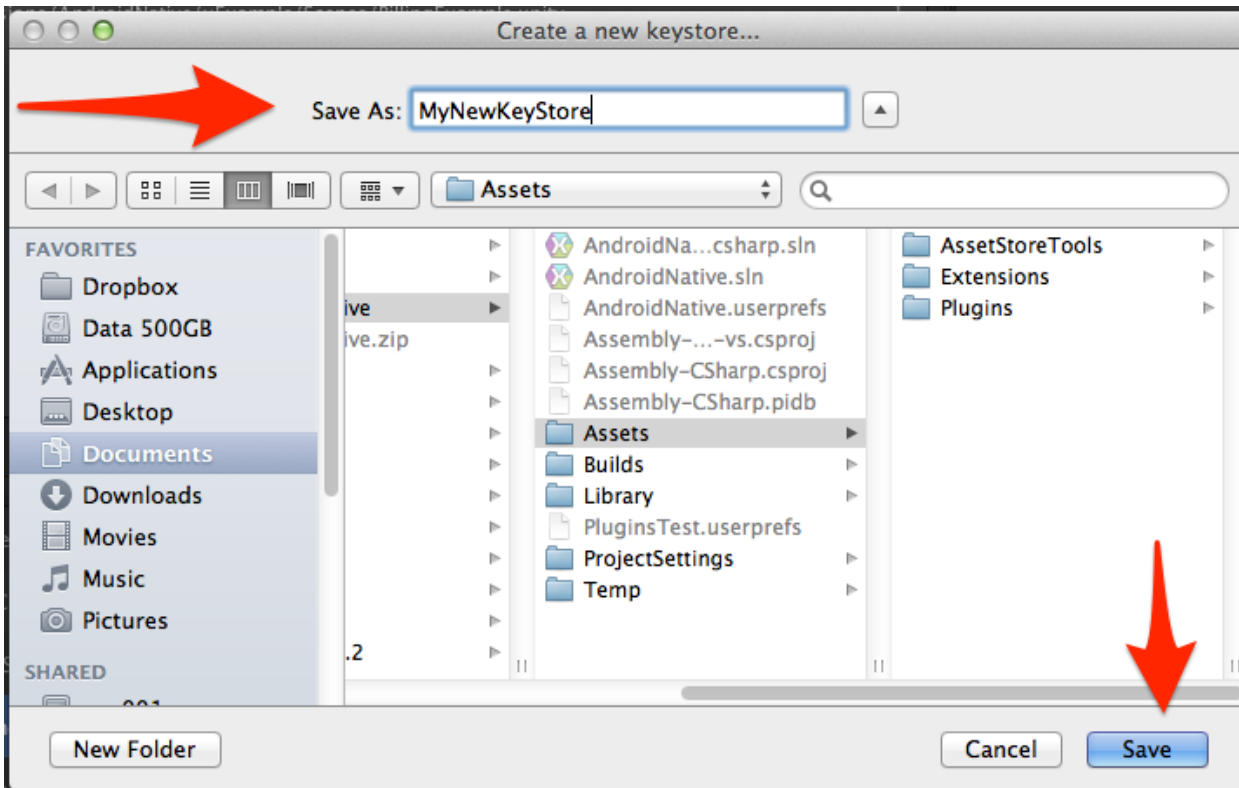 Create a new keystore...
Save As: MyNewKeyStore
Assets
FAVORITES
Dropbox
Data 500GB
Applications
Desktop
Documents
Downloads
Movies
Music
Pictures
SHARED
ive
ive.zip
.2
AndroidNa...csharp.sln
AndroidNative.sln
AndroidNative.userprefs
Assembly-...-vs.csproj
Assembly-CSharp.csproj
Assembly-CSharp.pidb
Assets
Builds
Library
PluginsTest.userprefs
ProjectSettings
Temp
AssetStoreTools
Extensions
Plugins
New Folder
Cancel
Save